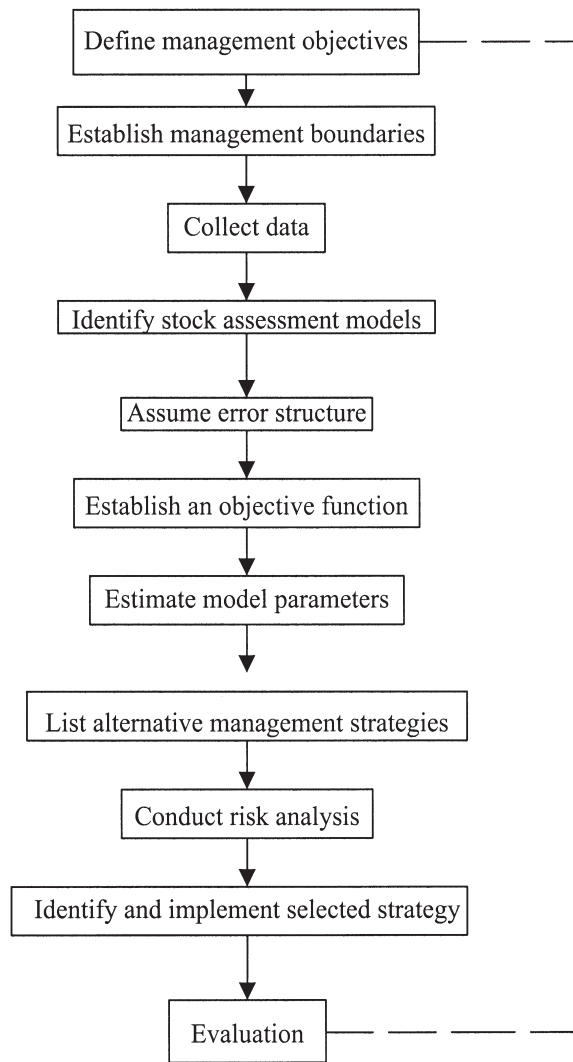 Define management objectives
Establish management boundaries
Collect data
Identify stock assessment models
Assume error structure
Establish an objective function
Estimate model parameters
List alternative management strategies
Conduct risk analysis
Identify and implement selected strategy
Evaluation